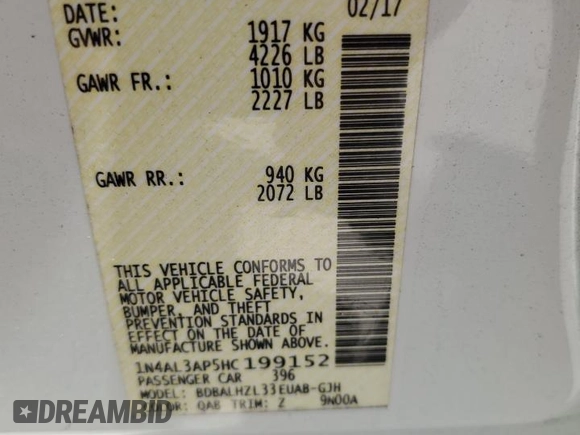 DATE: 02/17
GVWR: 1917 KG
4226 LB
GAWR FR.: 1010 KG
2227 LB
GAWR RR.: 940 KG
2072 LB
THIS VEHICLE CONFORMS TO
ALL APPLICABLE FEDERAL
MOTOR VEHICLE SAFETY,
BUMPER, AND THEFT
PREVENTION STANDARDS IN
EFFECT ON THE DATE OF
MANUFACTURE SHOWN ABOVE.
1N4AL3AP5HC199152
PASSENGER CAR 396
MODEL: BDBALHZL33EUAB-GJH
QAB TRIM: Z 9N00A
DREAMBID